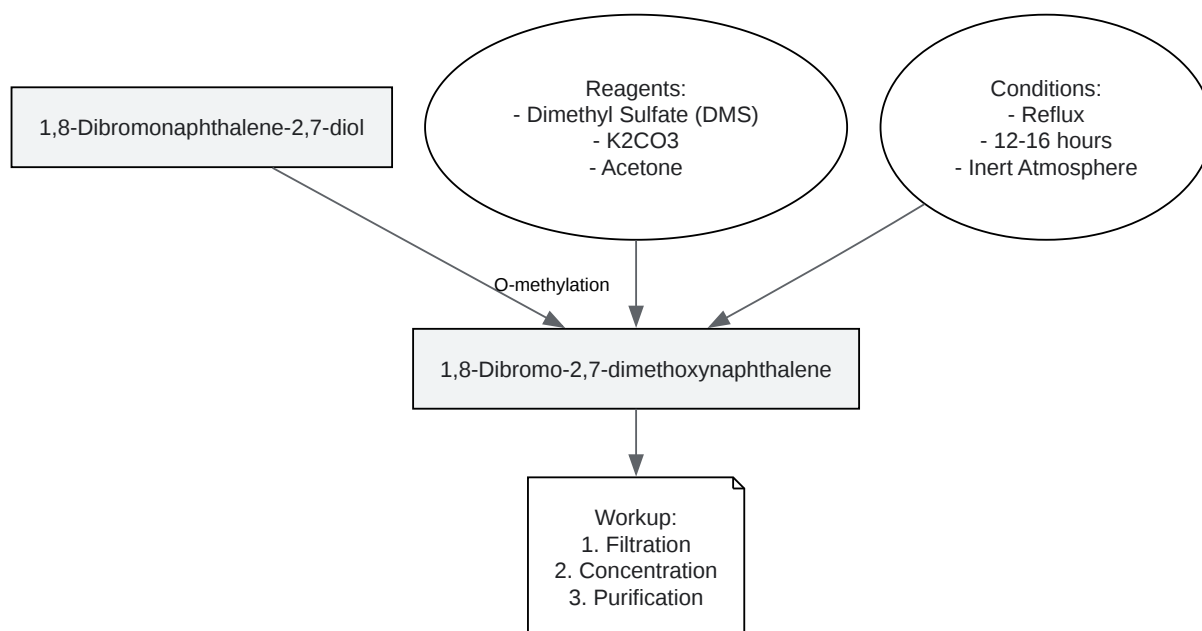 1,8-Dibromonaphthalene-2,7-diol
Reagents:
- Dimethyl Sulfate (DMS)
- K2CO3
- Acetone
Conditions:
- Reflux
- 12-16 hours
- Inert Atmosphere
O-methylation
1,8-Dibromo-2,7-dimethoxynaphthalene
Workup:
1. Filtration
2. Concentration
3. Purification